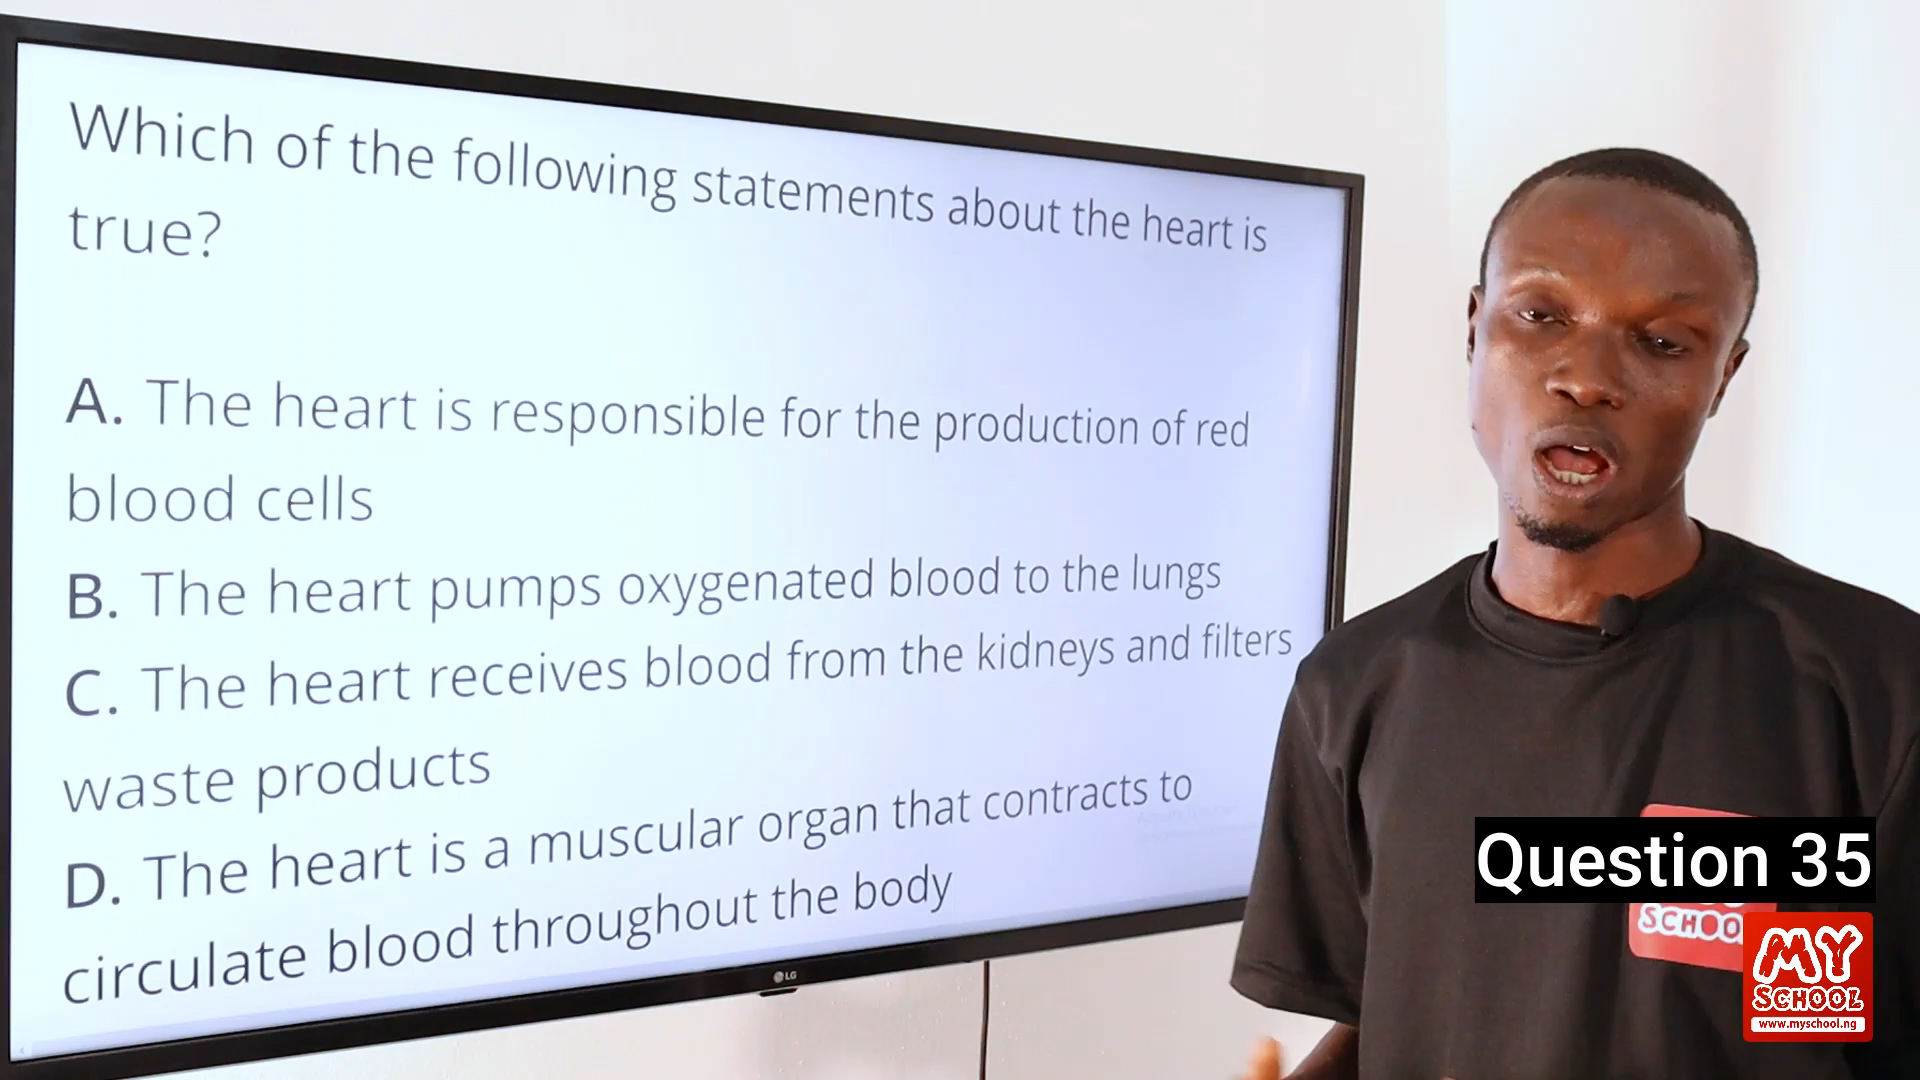 Which of the following statements about the heart is
true?
A. The heart is responsible for the production of red
blood cells
B. The heart pumps oxygenated blood to the lungs
C. The heart receives blood from the kidneys and filters
waste products
D. The heart is a muscular organ that contracts to
circulate blood throughout the body
LG
Question 35
SCHOO
MY
SCHOOL
www.myschool.ng